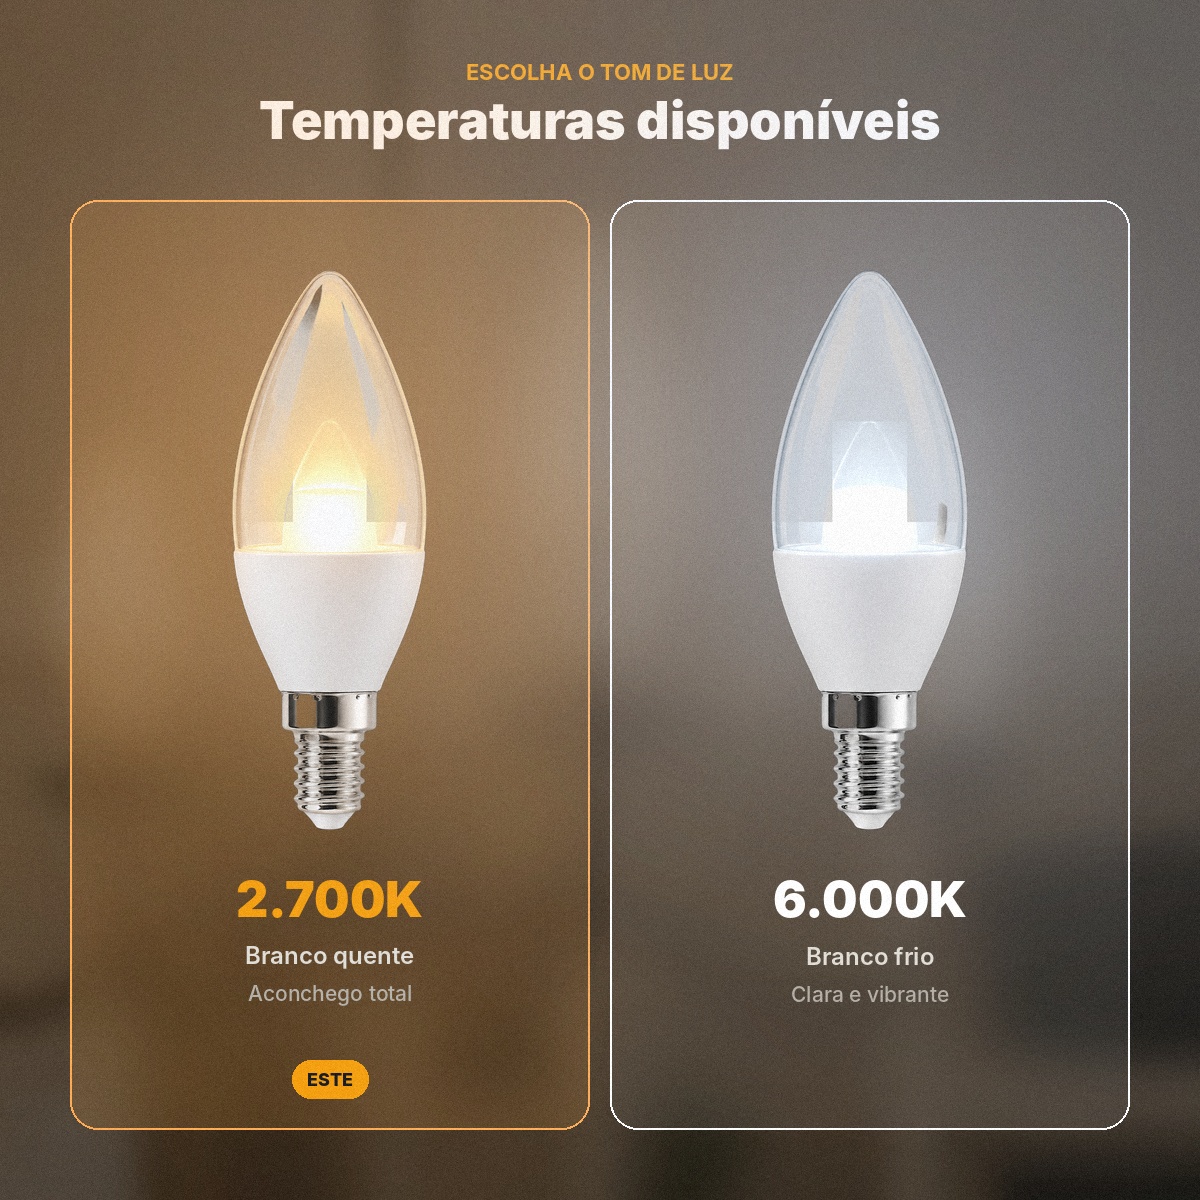 ESCOLHA O TOM DE LUZ
Temperaturas disponíveis
2.700K
Branco quente
Aconchego total
ESTE
6.000K
Branco frio
Clara e vibrante